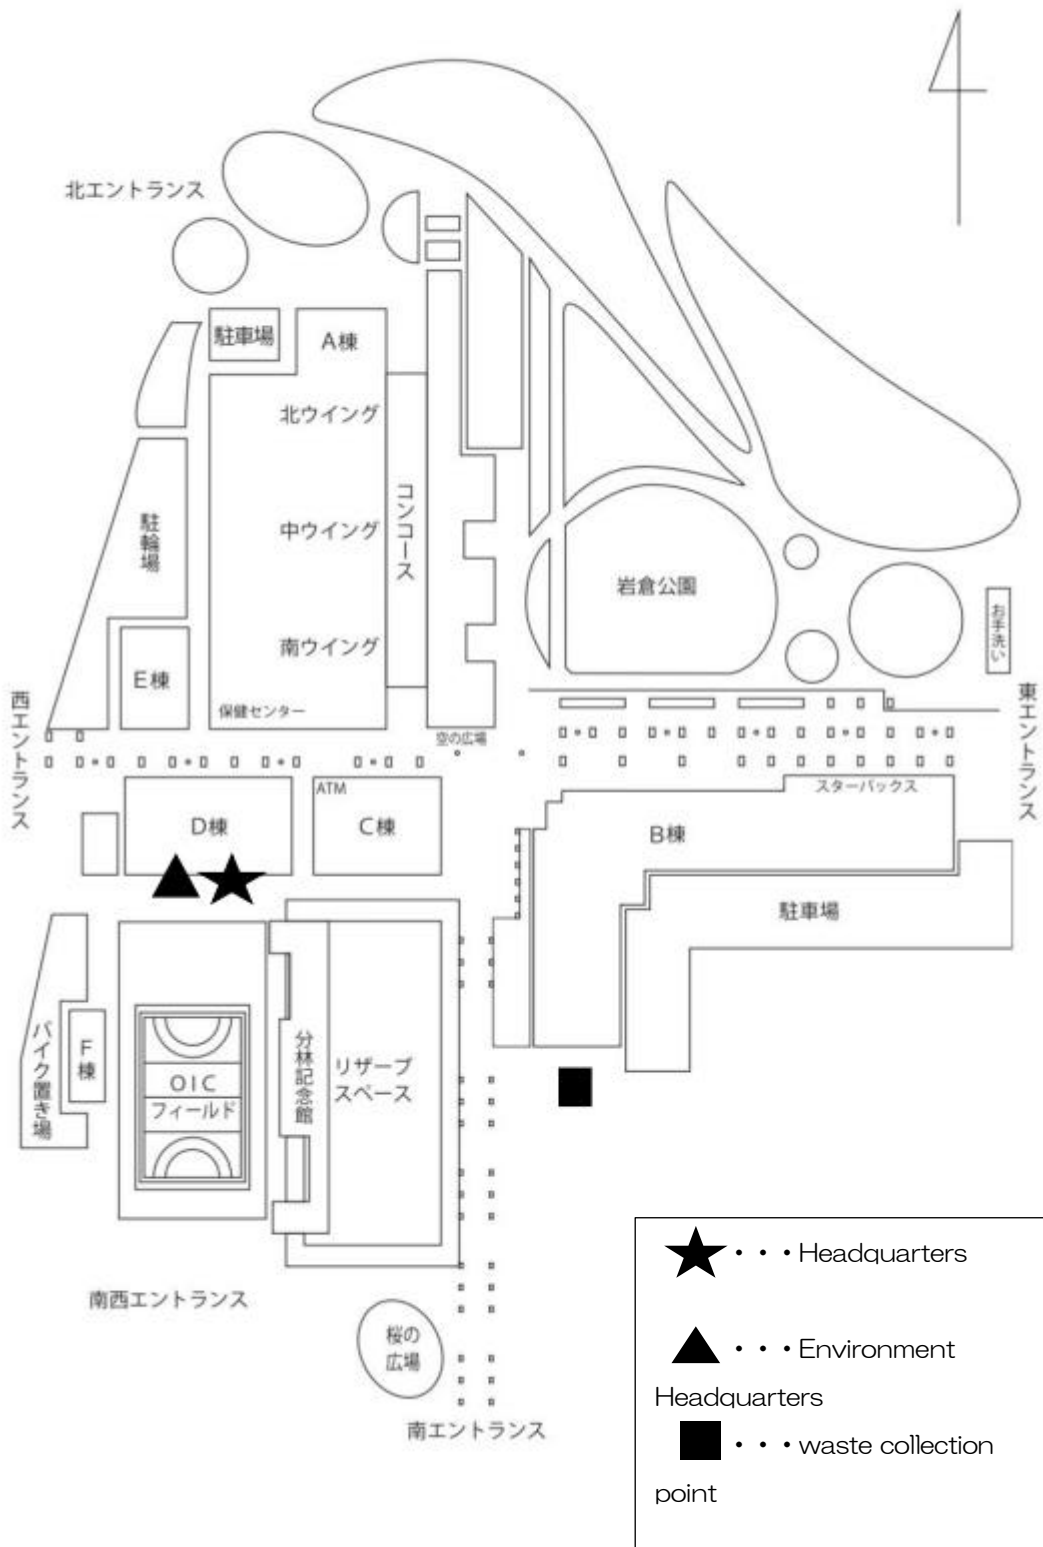 北エントランス
駐車場
A棟
北ウイング
コンコース
駐輪場
中ウイング
岩倉公園
お手洗い
南ウイング
E棟
保健センター
西エントランス
東エントランス
空の広場
ATM
スターバックス
D棟
C棟
B棟
駐車場
バイク置き場
F棟
OIC
フィールド
分林記念館
リザーブ
スペース
南西エントランス
桜の
広場
南エントランス
・・・Headquarters
・・・Environment
Headquarters
・・・waste collection
point